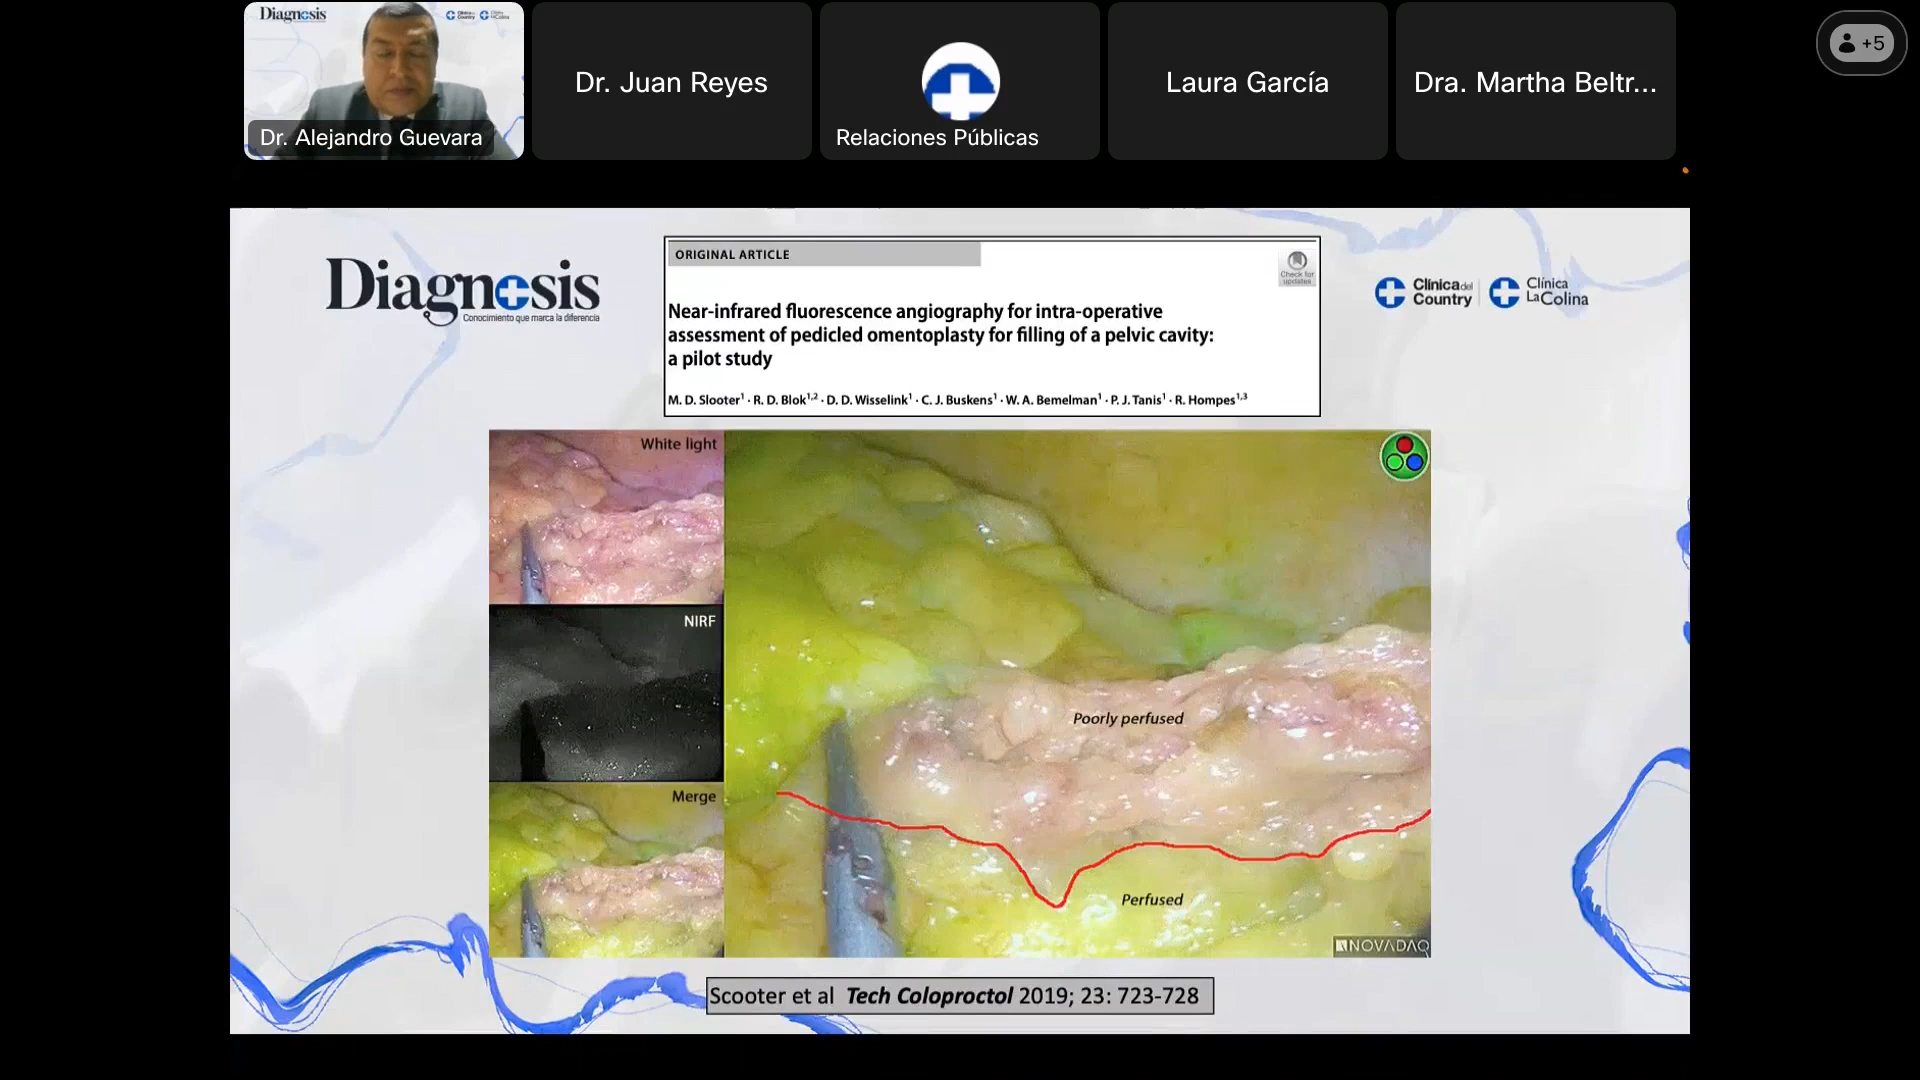 Diagnosis
Dr. Alejandro Guevara
Dr. Juan Reyes
Relaciones Públicas
Laura García
Dra. Martha Beltr...
+5
Diagnosis
Conocimiento que marca la diferencia
ORIGINAL ARTICLE
Check for
updates
Near-infrared fluorescence angiography for intra-operative
assessment of pedicled omentoplasty for filling of a pelvic cavity:
a pilot study
M. D. Slooter1 · R. D. Blok1,2 · D. D. Wisselink1 · C. J. Buskens1 · W. A. Bemelman1 · P. J. Tanis1 · R. Hompes1,3
Clínica del
Country
Clínica
La Colina
White light
NIRF
Merge
Poorly perfused
Perfused
NOVADAQ
Scooter et al Tech Coloproctol 2019; 23: 723-728